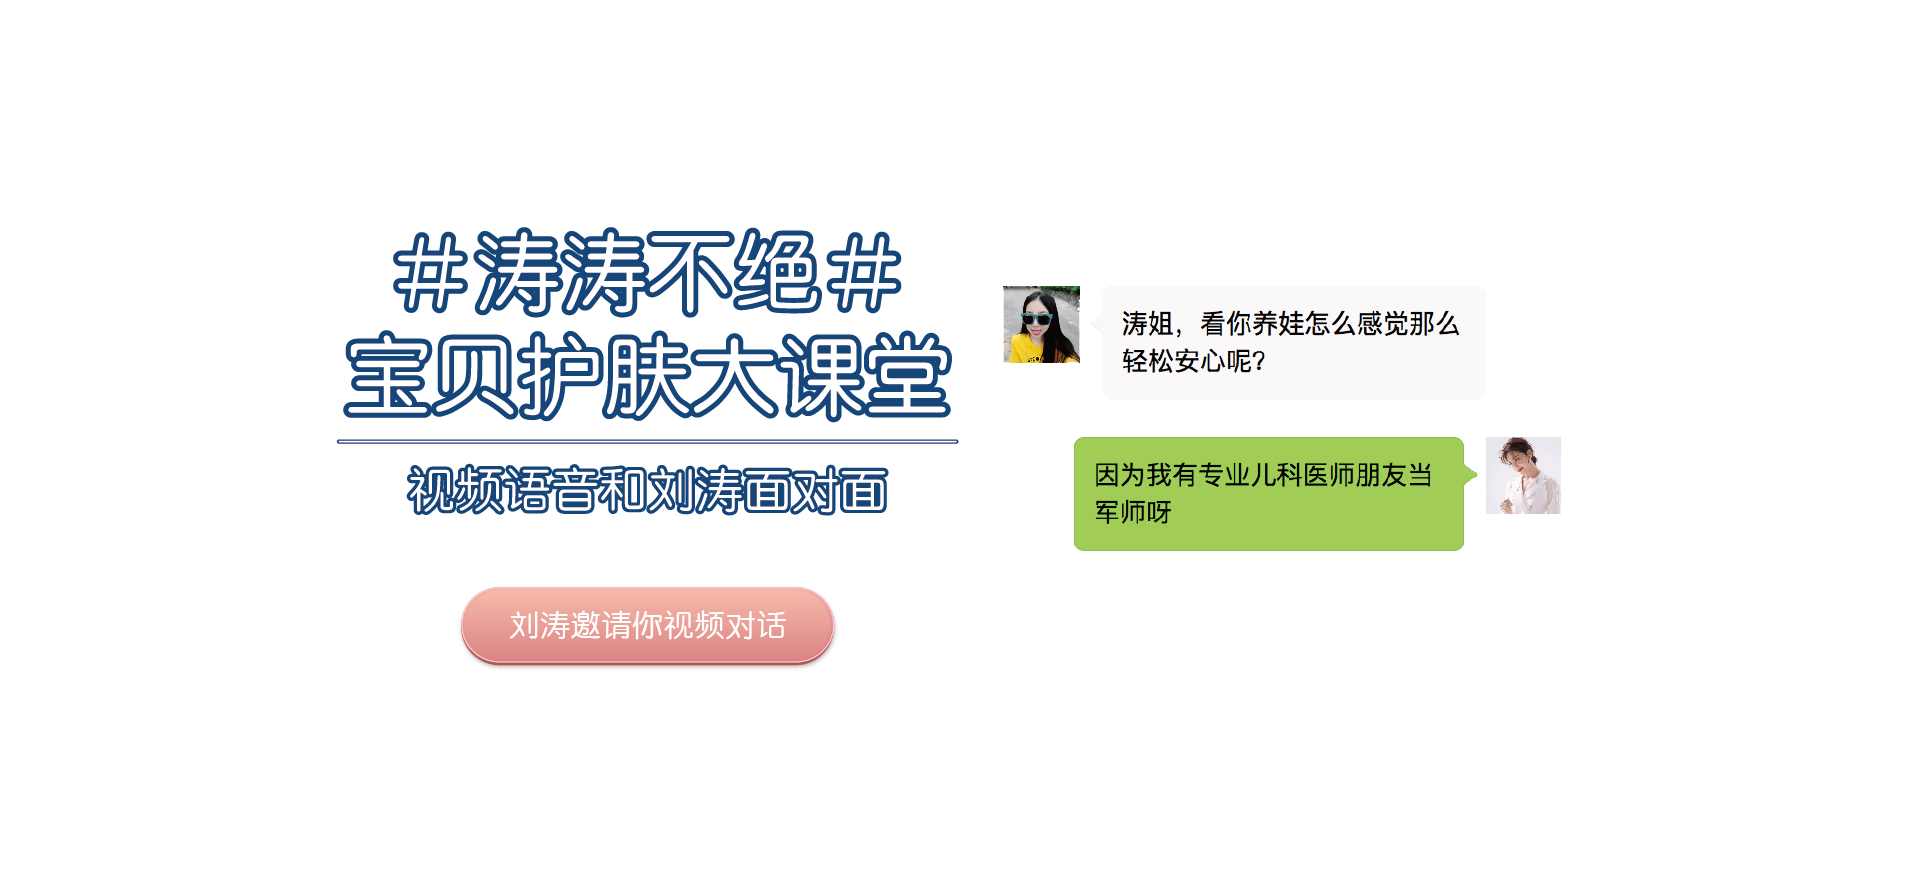 #涛涛不绝#
宝贝护肤大课堂
视频语音和刘涛面对面
刘涛邀请你视频对话
涛姐，看你养娃怎么感觉那么
轻松安心呢?
因为我有专业儿科医师朋友当
军师呀